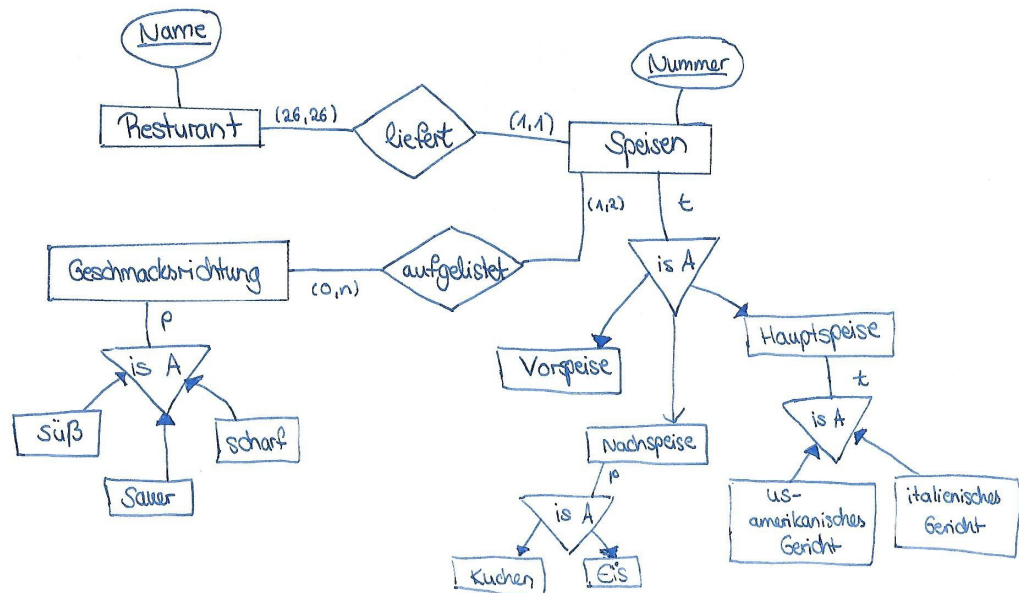 Name
Nummer
Resturant
(26,26)
liefert
(1,1)
Speisen
(1,2)
t
Geschmacksrichtung
(0,n)
aufgelistet
is A
p
is A
Hauptspeise
Vorspeise
t
süß
scharf
is A
Nachspeise
Sauer
p
us-
amerikanisches
Gericht
italienisches
Gericht
is A
Kuchen
Eis